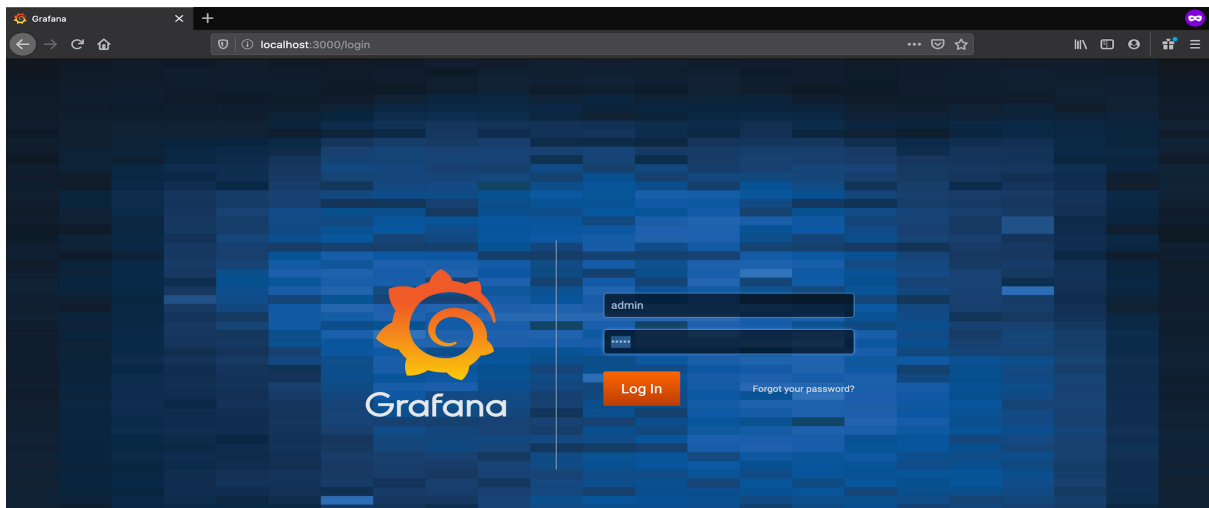 Grafana
localhost:3000/login
admin
•••••
Log In
Forgot your password?
Grafana